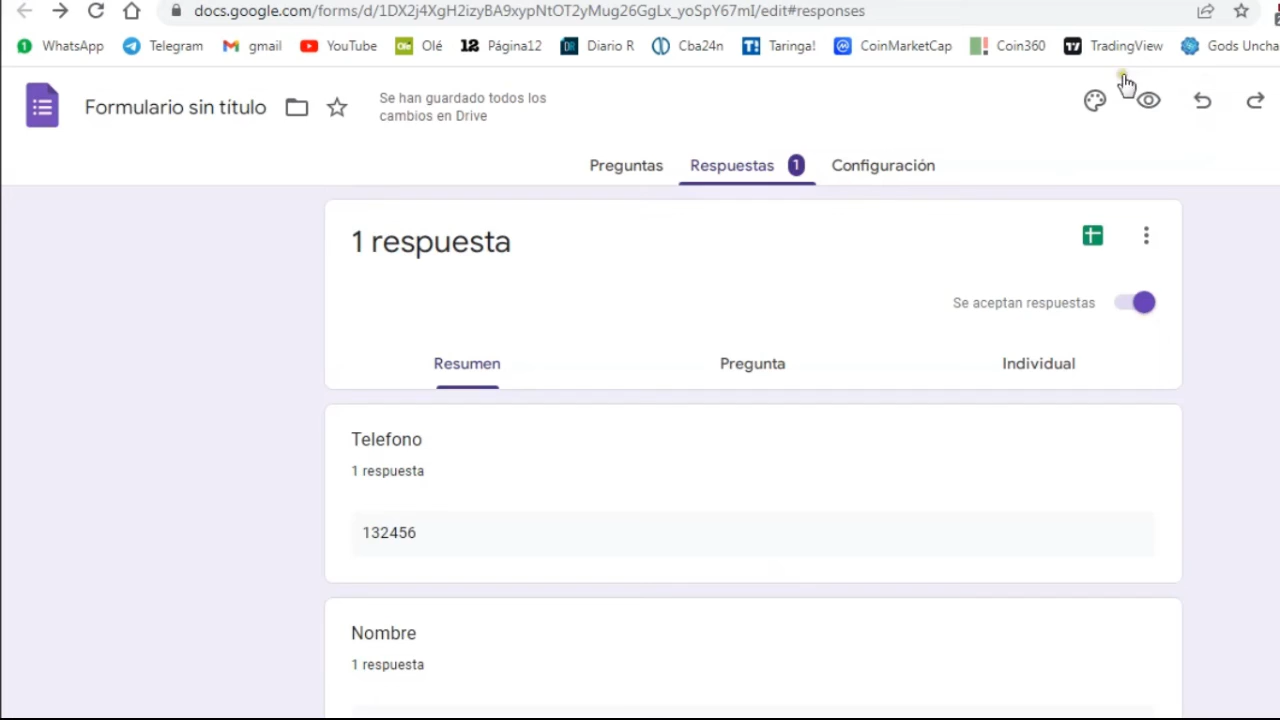 docs.google.com/forms/d/1DX2j4XgH2izyBA9xypNtOT2yMug26GgLx_yoSpY67mI/edit#responses
WhatsApp Telegram gmail YouTube Olé Olé 12 Página12 Diario R Cba24n T! Taringa! CoinMarketCap Coin360 TradingView Gods Uncha
Formulario sin título
Se han guardado todos los
cambios en Drive
Preguntas Respuestas 1 Configuración
1 respuesta
Se aceptan respuestas
Resumen Pregunta Individual
Telefono
1 respuesta
132456
Nombre
1 respuesta